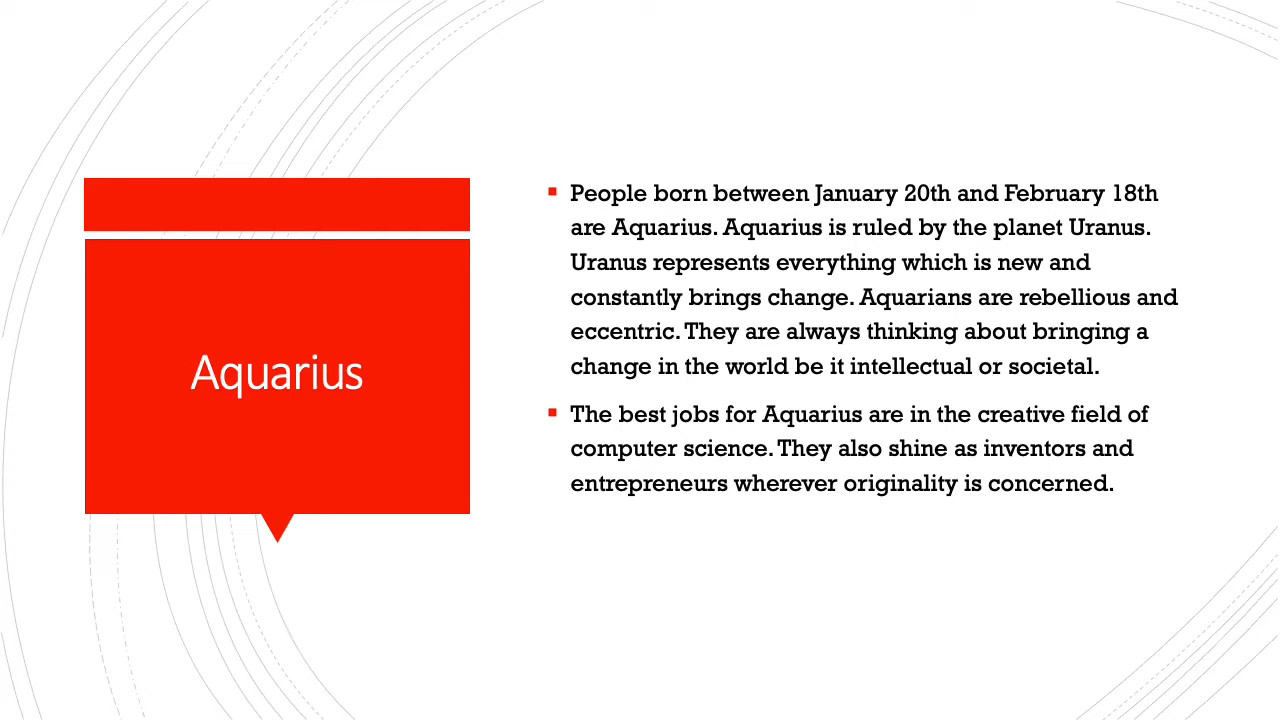 Aquarius
People born between January 20th and February 18th
are Aquarius. Aquarius is ruled by the planet Uranus.
Uranus represents everything which is new and
constantly brings change. Aquarians are rebellious and
eccentric. They are always thinking about bringing a
change in the world be it intellectual or societal.
The best jobs for Aquarius are in the creative field of
computer science. They also shine as inventors and
entrepreneurs wherever originality is concerned.